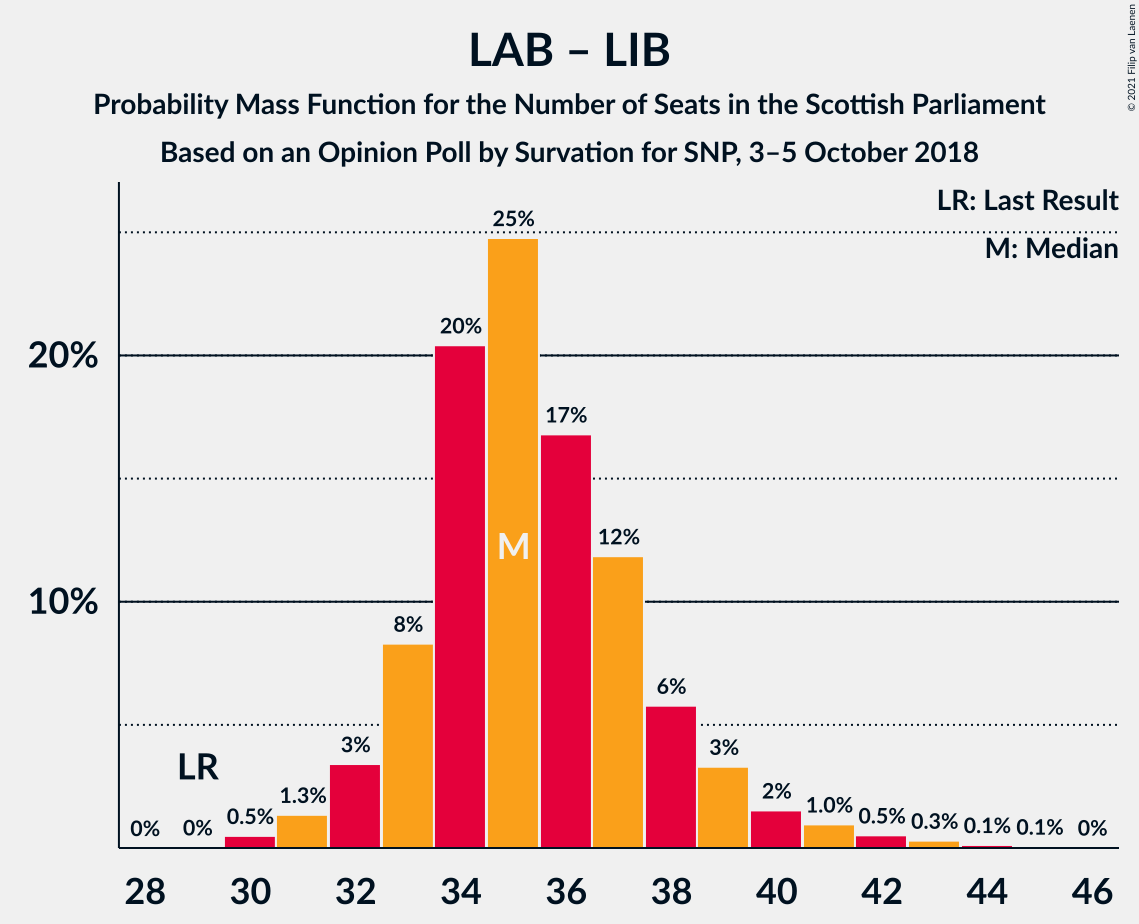 LAB – LIB
Probability Mass Function for the Number of Seats in the Scottish Parliament
Based on an Opinion Poll by Survation for SNP, 3–5 October 2018
© 2021 Filip van Laenen
LR: Last Result
M: Median
20%
10%
0%
0%
0.5%
1.3%
3%
8%
20%
25%
17%
12%
6%
3%
2%
1.0%
0.5%
0.3%
0.1%
0.1%
0%
LR
M
28 30 32 34 36 38 40 42 44 46